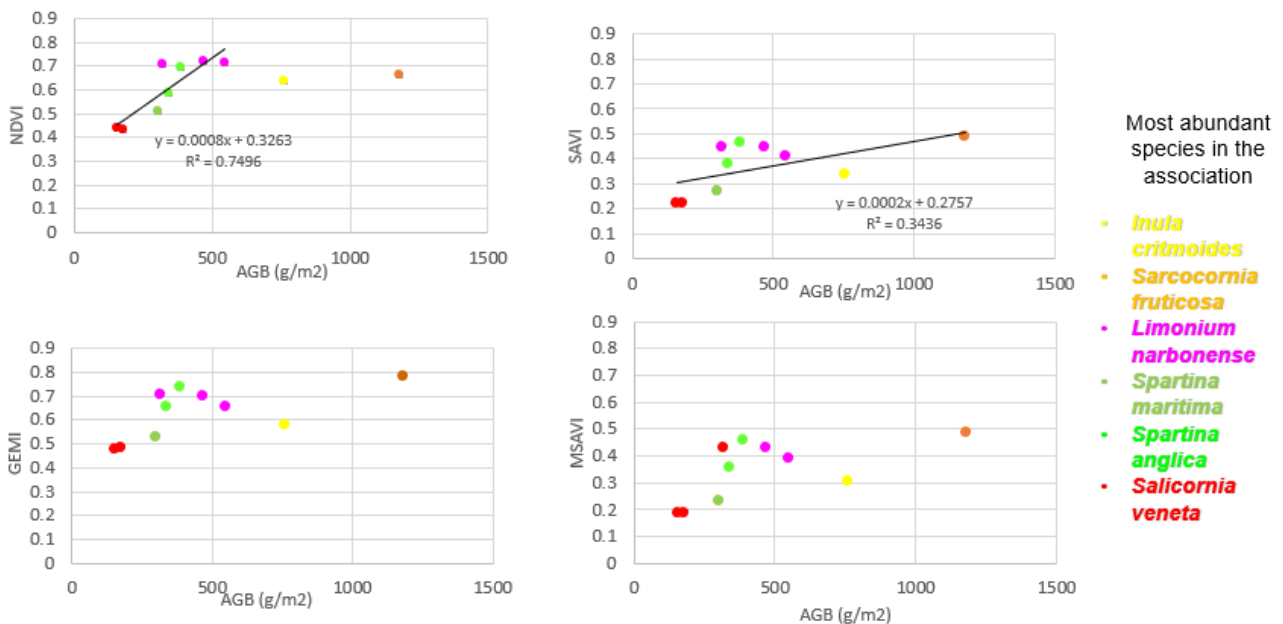 0.9
0.8
0.7
0.6
0.5
0.4
0.3
0.2
0.1
0
NDVI
y = 0.0008x + 0.3263
R² = 0.7496
0 500 1000 1500
AGB (g/m2)
0.9
0.8
0.7
0.6
0.5
0.4
0.3
0.2
0.1
0
SAVI
y = 0.0002x + 0.2757
R² = 0.3436
0 500 1000 1500
AGB (g/m2)
0.9
0.8
0.7
0.6
0.5
0.4
0.3
0.2
0.1
0
GEMI
0 500 1000 1500
AGB (g/m2)
0.9
0.8
0.7
0.6
0.5
0.4
0.3
0.2
0.1
0
MSAVI
0 500 1000 1500
AGB (g/m2)
Most abundant
species in the
association
Inula
critmoides
Sarcocornia
fruticosa
Limonium
narbonense
Spartina
maritima
Spartina
anglica
Salicornia
veneta